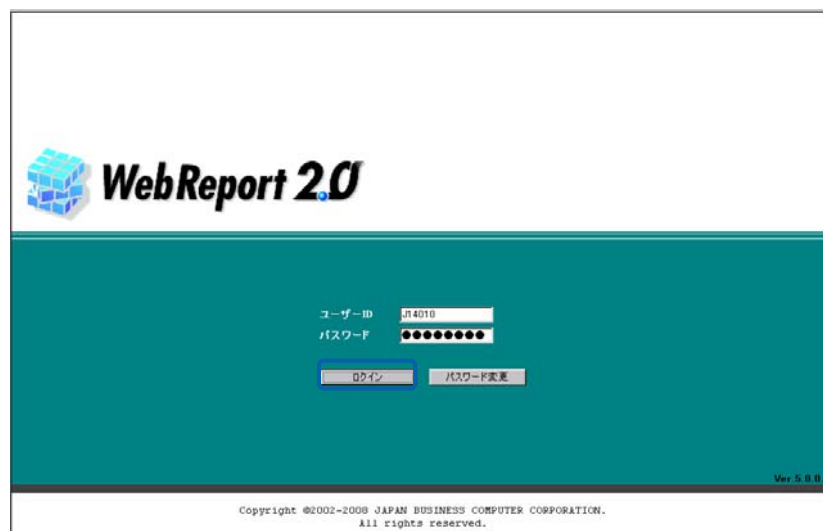 WebReport 2.0
ユーザーID J14010
パスワード ●●●●●●●●
ログイン パスワード変更
Ver.5.0.0.
Copyright ©2002-2008 JAPAN BUSINESS COMPUTER CORPORATION.
All rights reserved.